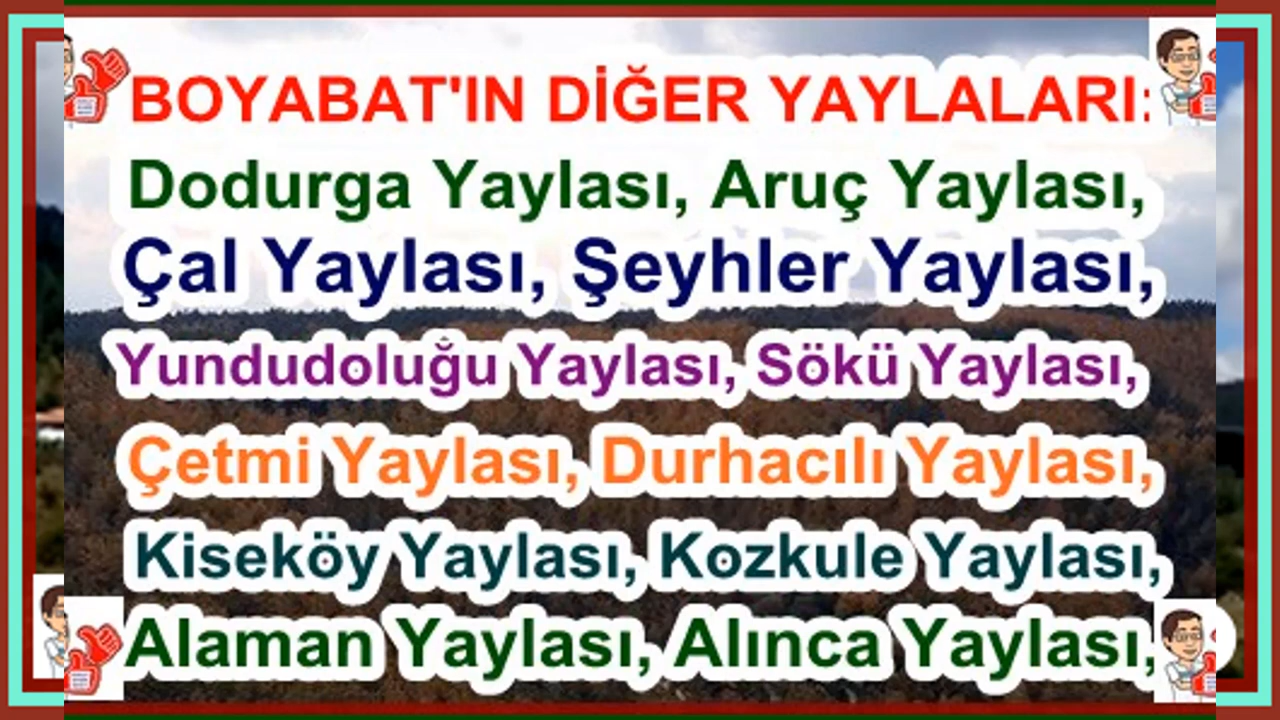 BOYABAT'IN DİĞER YAYLALARI:
Dodurga Yaylası, Aruç Yaylası,
Çal Yaylası, Şeyhler Yaylası,
Yundudoluğu Yaylası, Sökü Yaylası,
Çetmi Yaylası, Durhacılı Yaylası,
Kiseköy Yaylası, Kozkule Yaylası,
Alaman Yaylası, Alınca Yaylası,